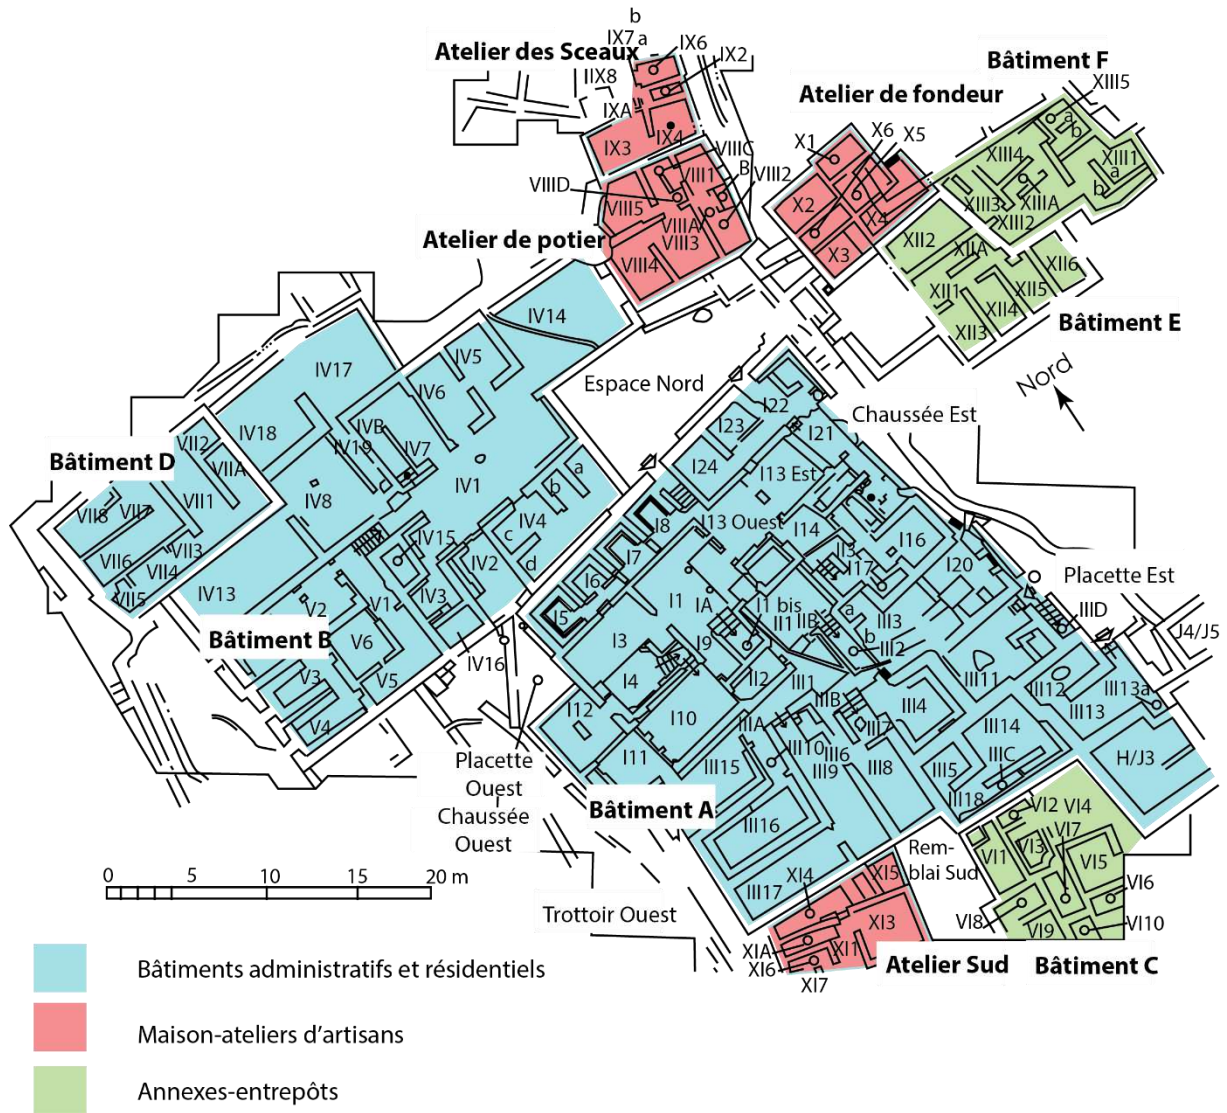 b
IX7 a
IX6
Atelier des Sceaux
IX2
IIX8
IXA
IX4
IX3
Bâtiment F
XIII5
Atelier de fondeur
a
b
X6
X5
X1
XIII4
XIII1
a
b
VIIIC
VIII1
B
VIII2
VIIID
VIII5
VIIIA
VIII3
VIII4
Atelier de potier
X2
X4
X3
XIII3
XIIIA
XIII2
XII2
XIIA
XII6
XII1
XII5
XII4
XII3
Bâtiment E
Nord
IV14
IV5
IV17
IV6
Espace Nord
Chaussée Est
I22
I23
I21
I24
IV18
IVB
IV7
IV19
VII2
VIIA
Bâtiment D
IV1
a
b
I13 Est
IV8
VII8
VII7
VII1
IV4
c
d
I8
I13 Ouest
I14
II3
I16
I17
I20
VII6
VII3
VII4
VII5
IV15
IV2
IV3
I7
I6
I5
I1
IA
I1 bis
II1
IIB
a
b
III3
III2
Placette Est
IIID
J4/J5
IV13
V2
V1
V6
Bâtiment B
IV16
V3
V5
V4
I3
I9
I4
II2
III1
III11
III12
III13a
III13
I12
I10
IIIA
IIIB
III4
III7
III14
I11
III10
III6
III9
III8
IIIC
III5
III15
III18
H/J3
Placette
Ouest
Chaussée
Ouest
Bâtiment A
III16
III17
VI2
VI4
VI7
VI1
VI3
VI5
VI6
VI8
VI9
VI10
Rem-
blai Sud
XI4
XI5
XI3
XIA
XI1
XI6
XI7
Trottoir Ouest
Atelier Sud
Bâtiment C
0 5 10 15 20 m
Bâtiments administratifs et résidentiels
Maison-ateliers d'artisans
Annexes-entrepôts